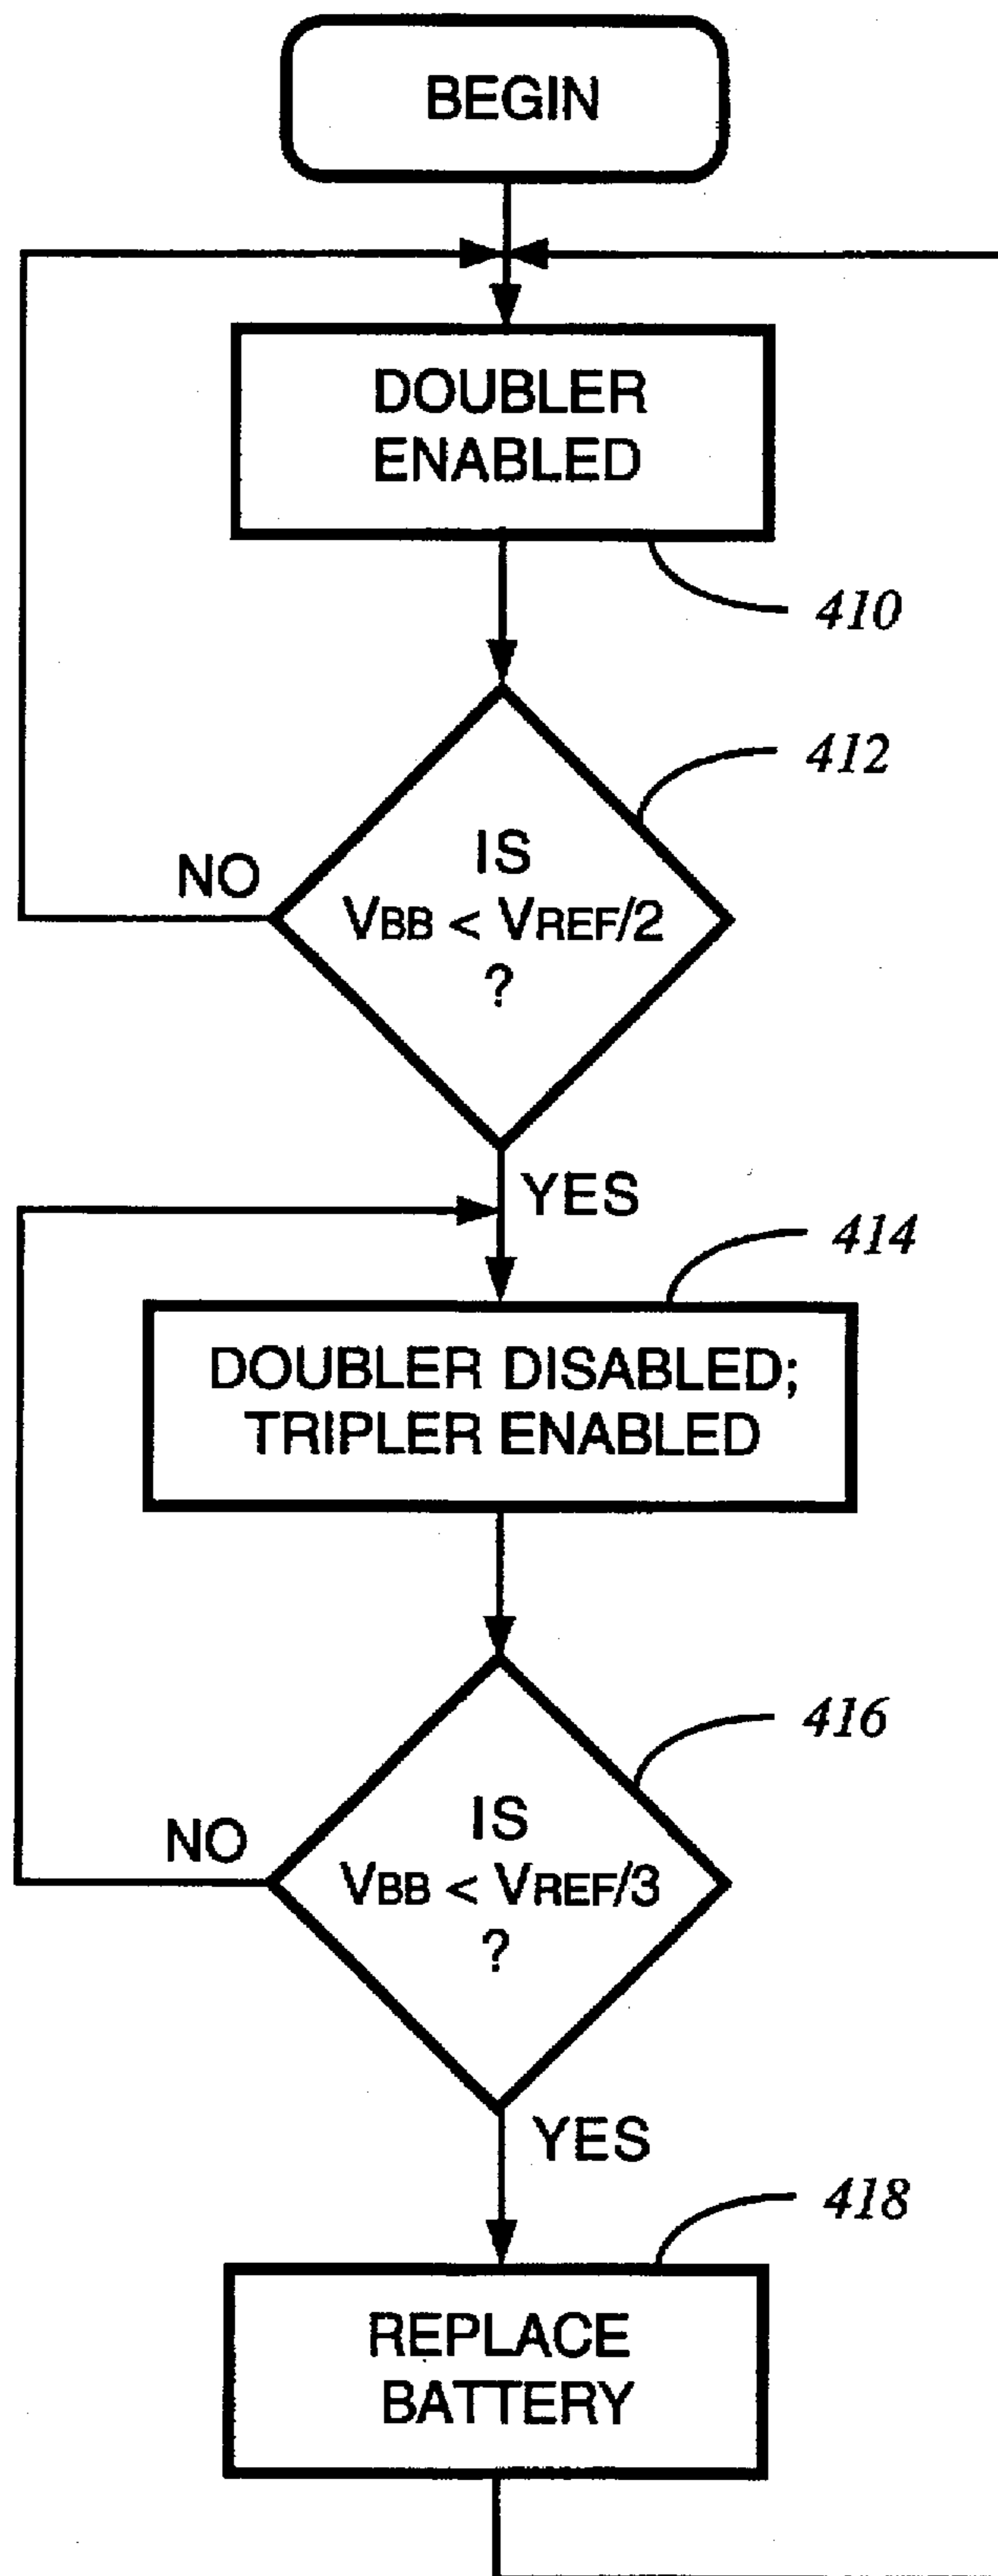 BEGIN
DOUBLER
ENABLED
410
412
IS
VBB < VREF/2
?
NO
YES
414
DOUBLER DISABLED;
TRIPLER ENABLED
416
IS
VBB < VREF/3
?
NO
YES
418
REPLACE
BATTERY